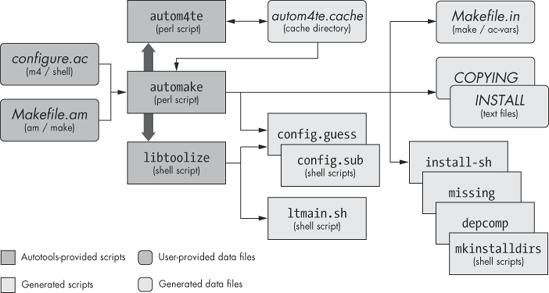 autom4te
(perl script)
autom4te.cache
(cache directory)
Makefile.in
(make / ac-vars)
configure.ac
(m4 / shell)
automake
(perl script)
COPYING
INSTALL
(text files)
Makefile.am
(am / make)
config.guess
config.sub
(shell scripts)
libtoolize
(shell script)
install-sh
missing
depcomp
mkinstalldirs
(shell scripts)
ltmain.sh
(shell script)
Autotools-provided scripts
User-provided data files
Generated scripts
Generated data files